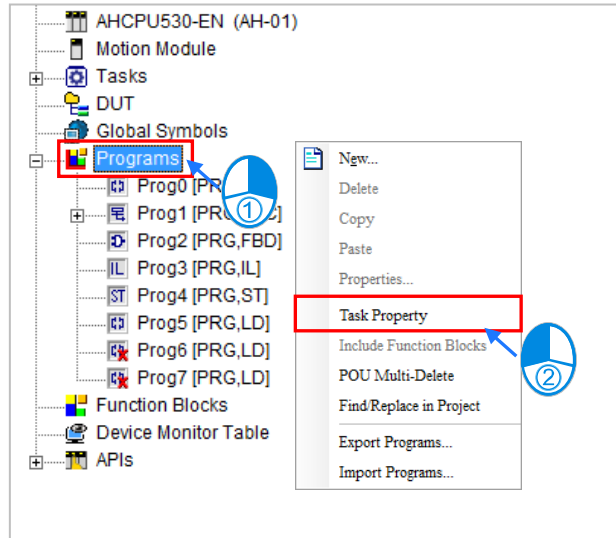 AHCPU530-EN (AH-01)
Motion Module
Tasks
DUT
Global Symbols
Programs
Prog0 [PR
Prog1 [PR C]
Prog2 [PRG,FBD]
Prog3 [PRG,IL]
Prog4 [PRG,ST]
Prog5 [PRG,LD]
Prog6 [PRG,LD]
Prog7 [PRG,LD]
Function Blocks
Device Monitor Table
APIs
1
New...
Delete
Copy
Paste
Properties...
Task Property
Include Function Blocks
POU Multi-Delete
Find/Replace in Project
Export Programs...
Import Programs...
2